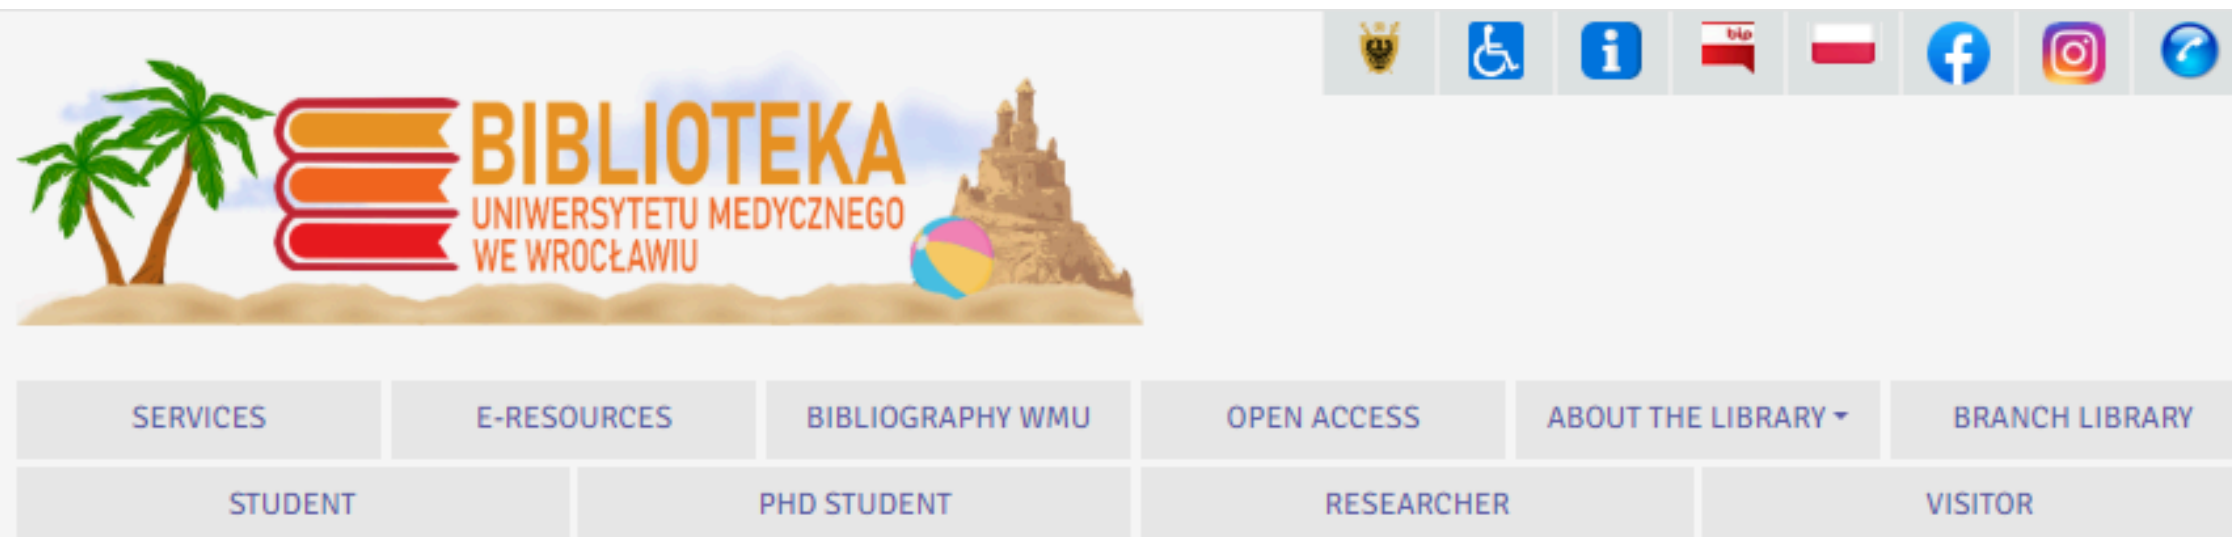 bip
BIBLIOTEKA
UNIWERSYTETU MEDYCZNEGO
WE WROCŁAWIU
SERVICES
E-RESOURCES
BIBLIOGRAPHY WMU
OPEN ACCESS
ABOUT THE LIBRARY
BRANCH LIBRARY
STUDENT
PHD STUDENT
RESEARCHER
VISITOR